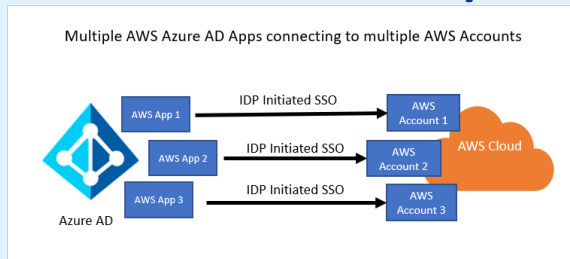 Multiple AWS Azure AD Apps connecting to multiple AWS Accounts
AWS App 1
IDP Initiated SSO
AWS
Account 1
AWS App 2
IDP Initiated SSO
AWS
Account 2
AWS Cloud
AWS App 3
IDP Initiated SSO
AWS
Account 3
Azure AD